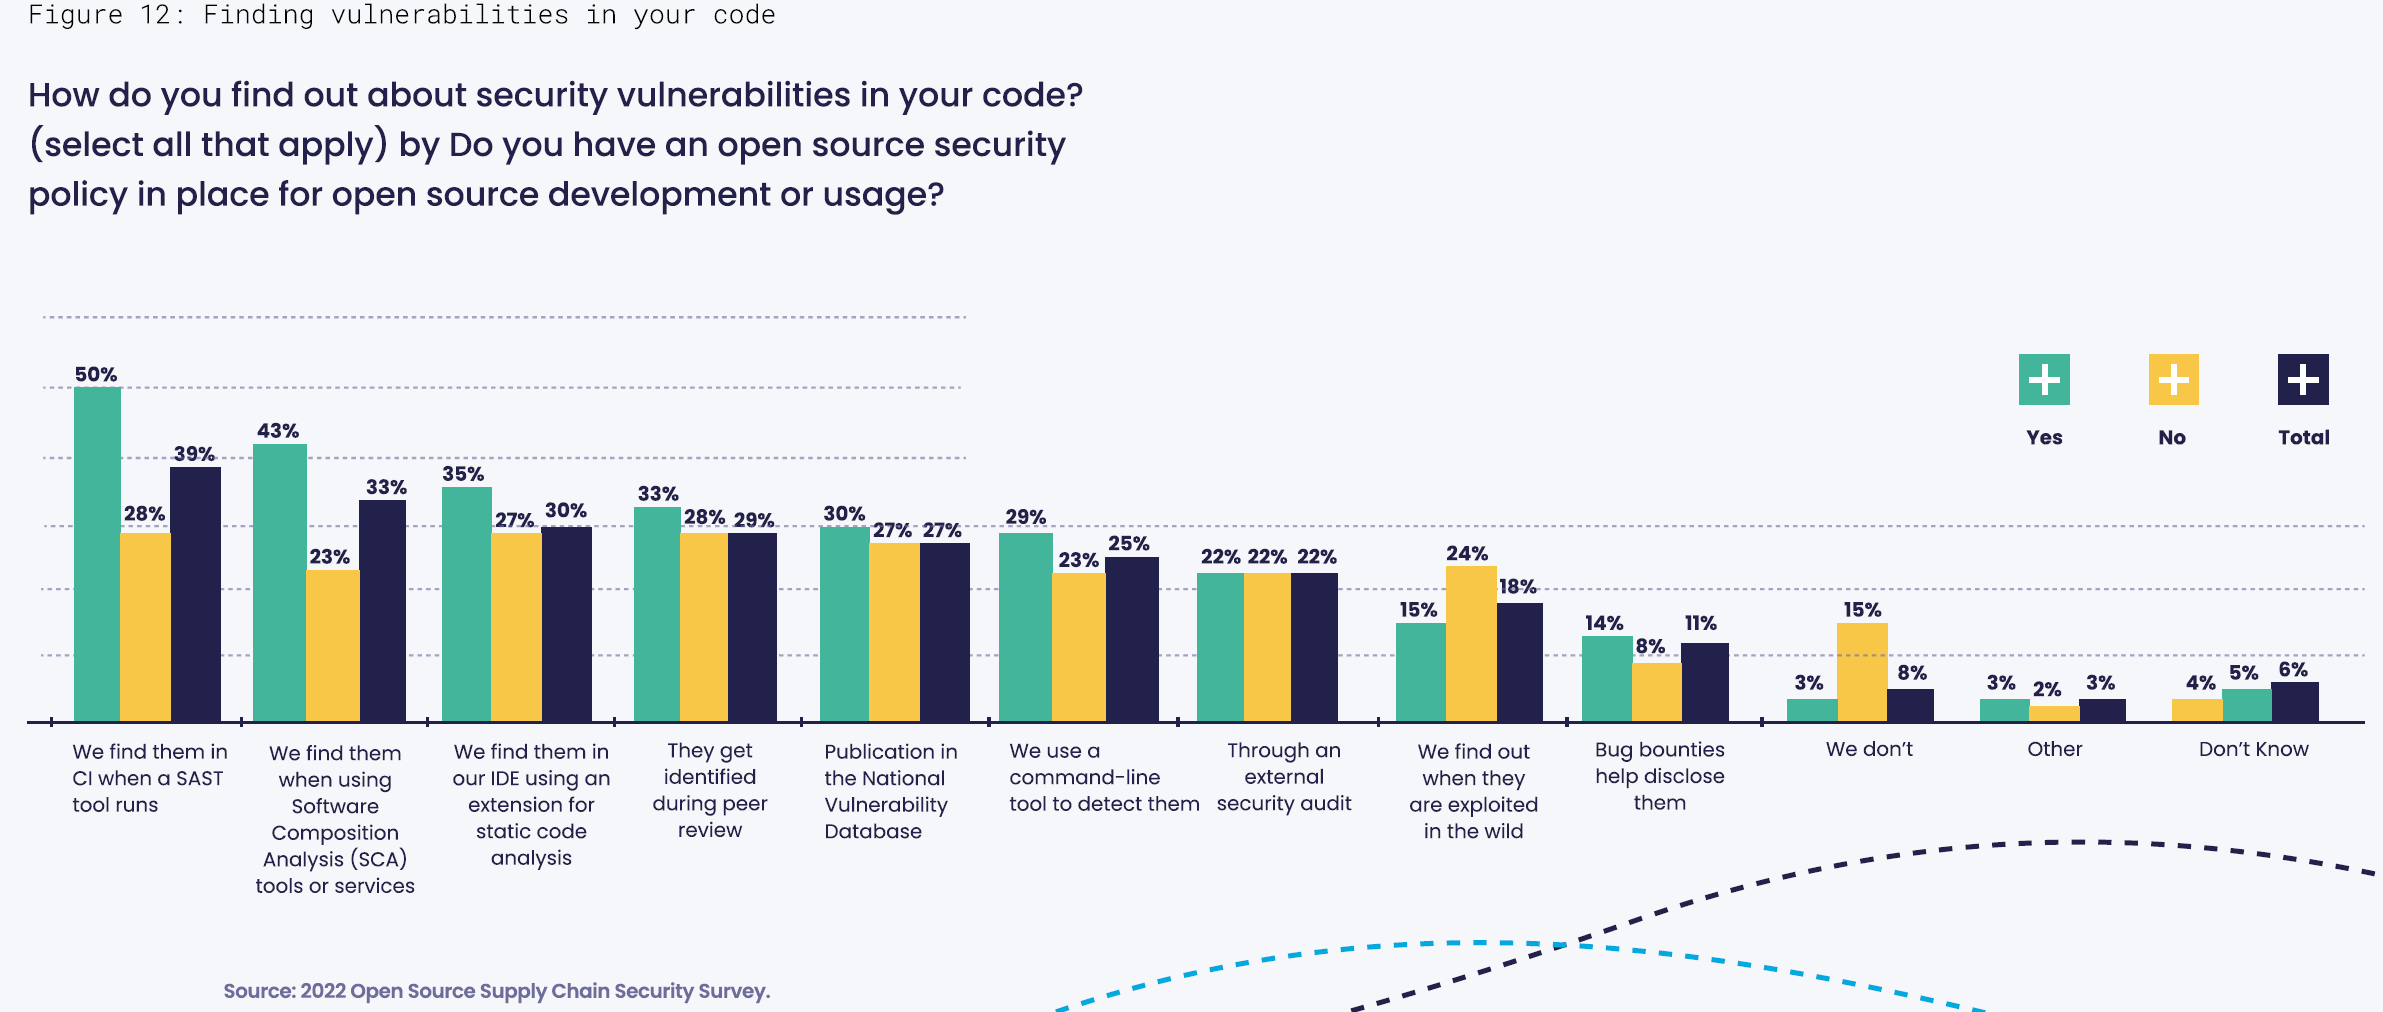 Figure 12: Finding vulnerabilities in your code
How do you find out about security vulnerabilities in your code?
(select all that apply) by Do you have an open source security
policy in place for open source development or usage?
Yes
No
Total
50%
28%
39%
43%
23%
33%
35%
27%
30%
33%
28%
29%
30%
27%
27%
29%
23%
25%
22%
22%
22%
15%
24%
18%
14%
8%
11%
3%
15%
8%
3%
2%
3%
4%
5%
6%
We find them in
CI when a SAST
tool runs
We find them
when using
Software
Composition
Analysis (SCA)
tools or services
We find them in
our IDE using an
extension for
static code
analysis
They get
identified
during peer
review
Publication in
the National
Vulnerability
Database
We use a
command-line
tool to detect them
Through an
external
security audit
We find out
when they
are exploited
in the wild
Bug bounties
help disclose
them
We don’t
Other
Don’t Know
Source: 2022 Open Source Supply Chain Security Survey.